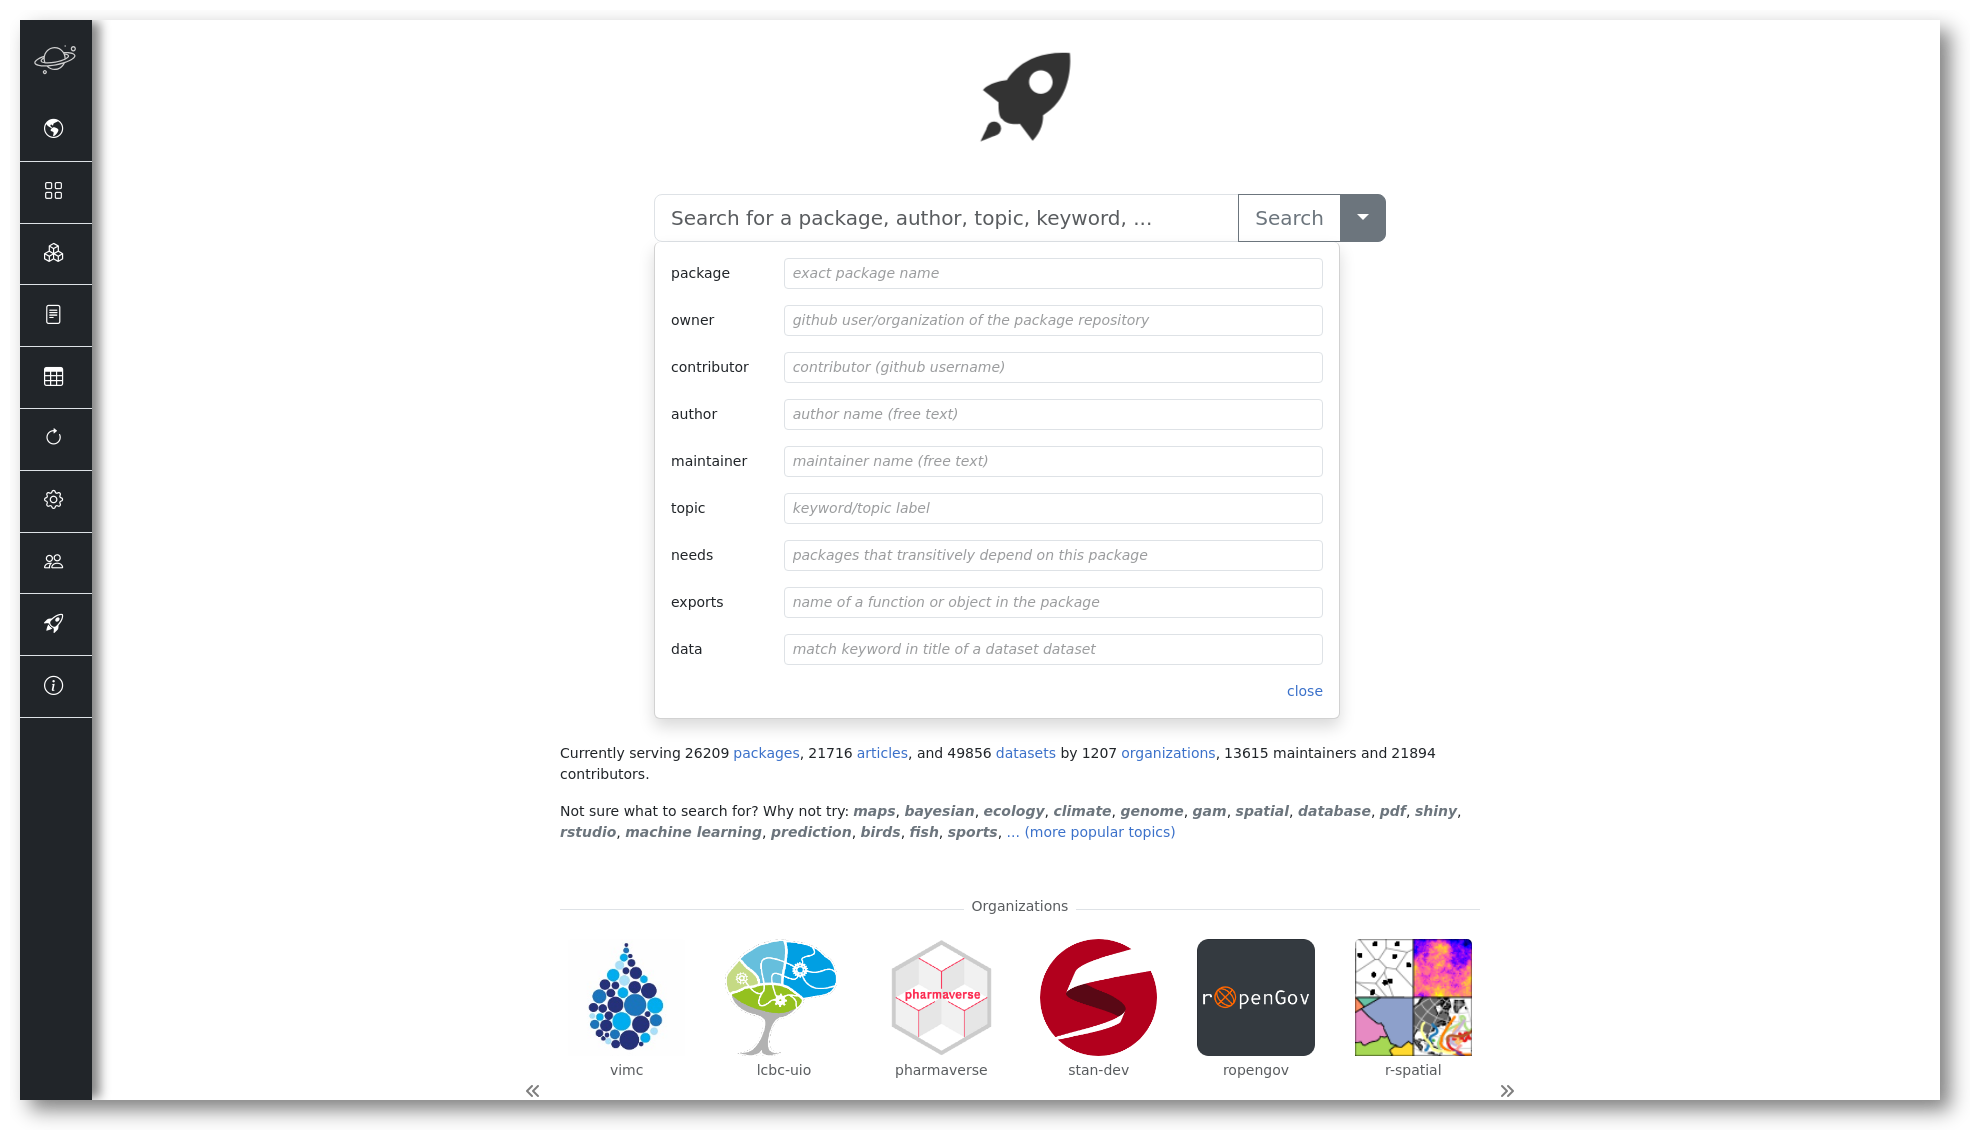 Search for a package, author, topic, keyword, ... Search
package exact package name
owner github user/organization of the package repository
contributor contributor (github username)
author author name (free text)
maintainer maintainer name (free text)
topic keyword/topic label
needs packages that transitively depend on this package
exports name of a function or object in the package
data match keyword in title of a dataset dataset
close
Currently serving 26209 packages, 21716 articles, and 49856 datasets by 1207 organizations, 13615 maintainers and 21894
contributors.
Not sure what to search for? Why not try: maps, bayesian, ecology, climate, genome, gam, spatial, database, pdf, shiny,
rstudio, machine learning, prediction, birds, fish, sports, ... (more popular topics)
Organizations
pharmaverse
rOpenGov
vimc lcbc-uio pharmaverse stan-dev ropengov r-spatial
« »